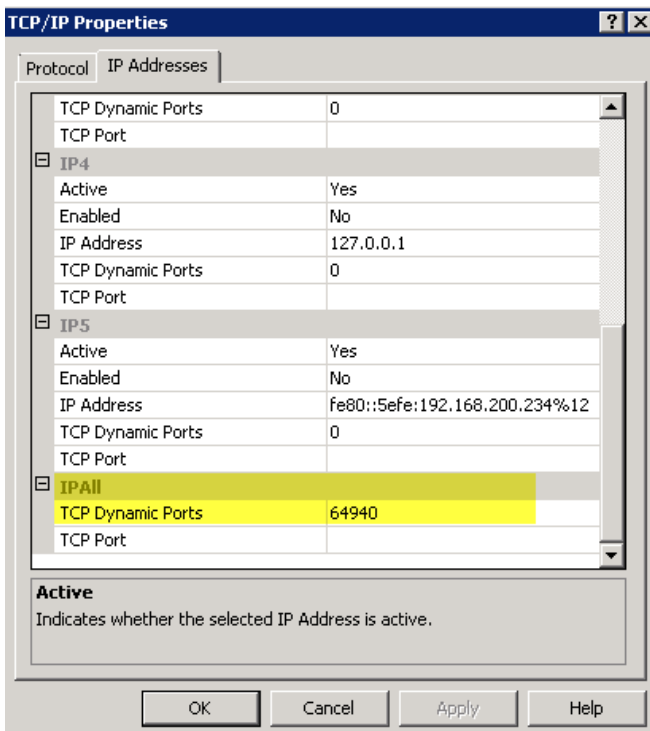 TCP/IP Properties
Protocol IP Addresses
TCP Dynamic Ports 0
TCP Port
IP4
Active Yes
Enabled No
IP Address 127.0.0.1
TCP Dynamic Ports 0
TCP Port
IP5
Active Yes
Enabled No
IP Address fe80::5efe:192.168.200.234%12
TCP Dynamic Ports 0
TCP Port
IPAll
TCP Dynamic Ports 64940
TCP Port
Active
Indicates whether the selected IP Address is active.
OK Cancel Apply Help